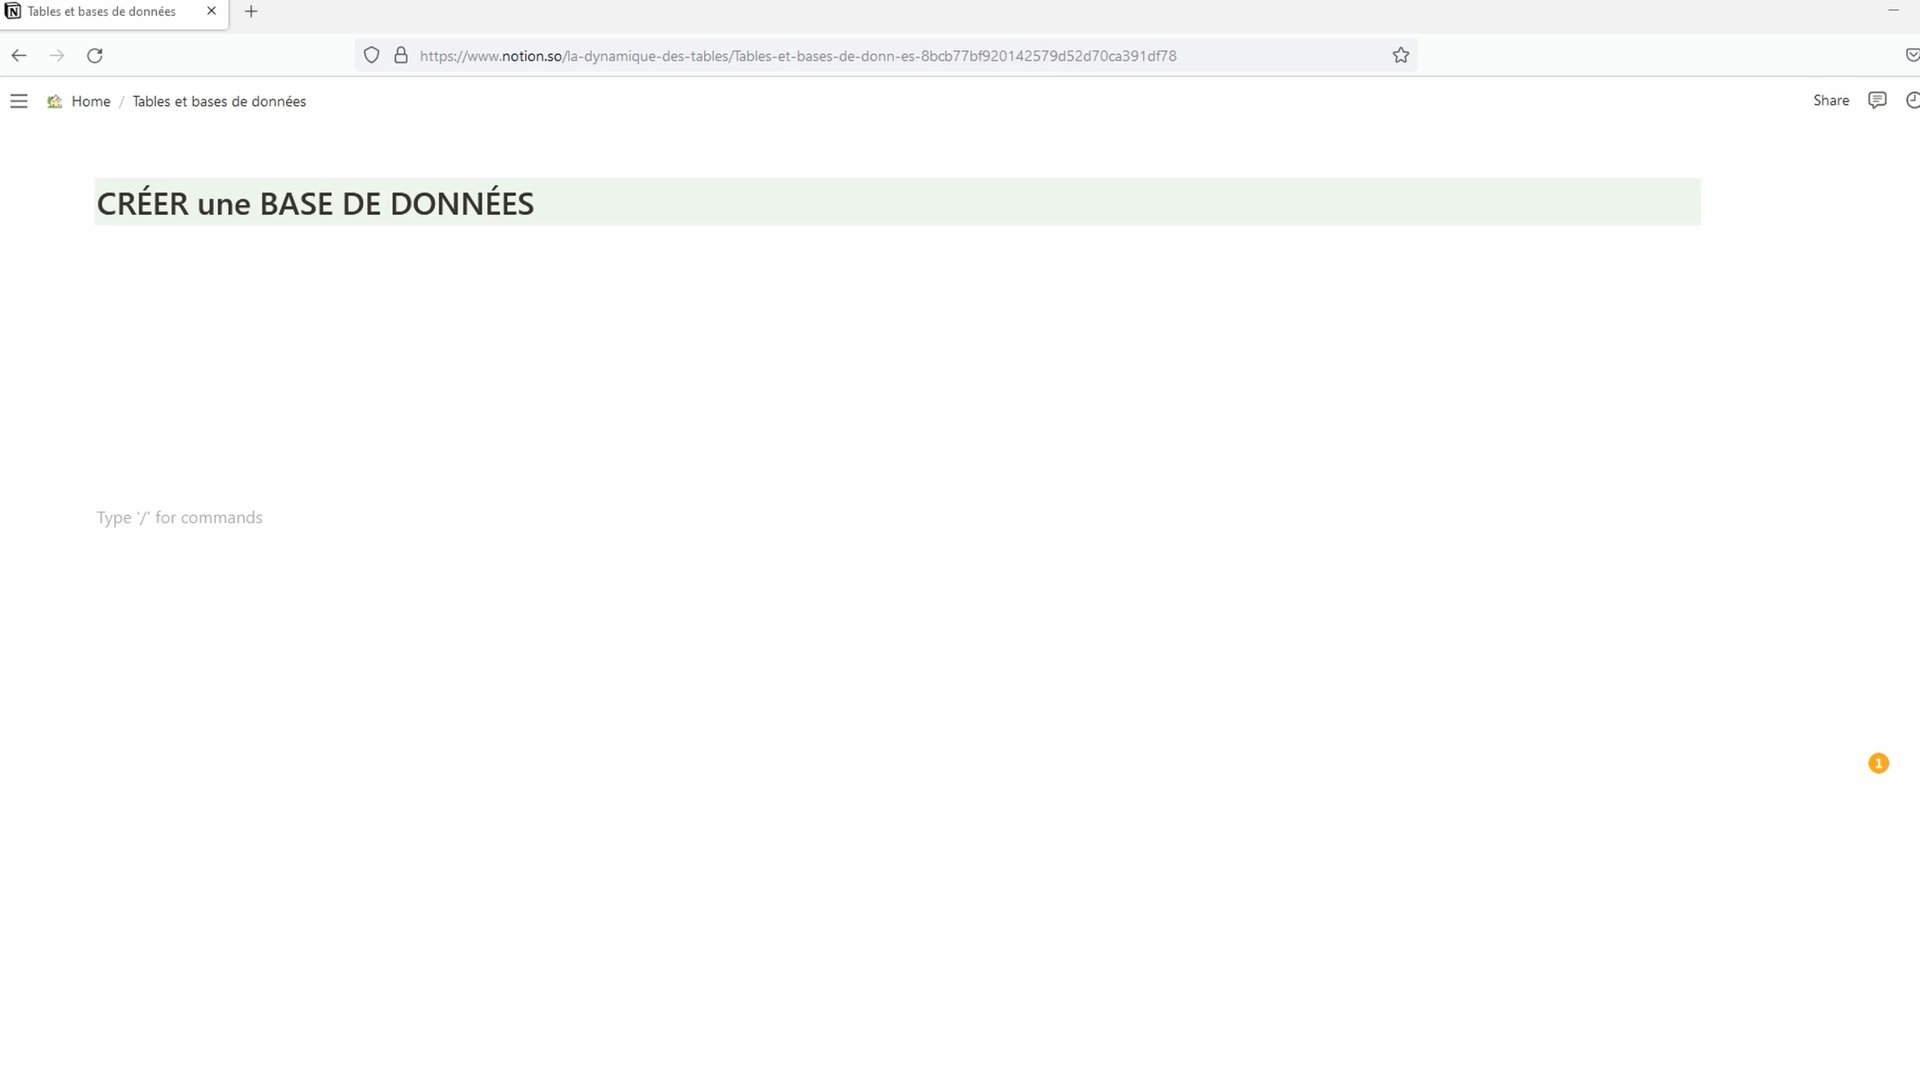 Tables et bases de données
https://www.notion.so/la-dynamique-des-tables/Tables-et-bases-de-donn-es-8bcb77bf920142579d52d70ca391df78
Home / Tables et bases de données
Share
CRÉER une BASE DE DONNÉES
Type '/' for commands
1